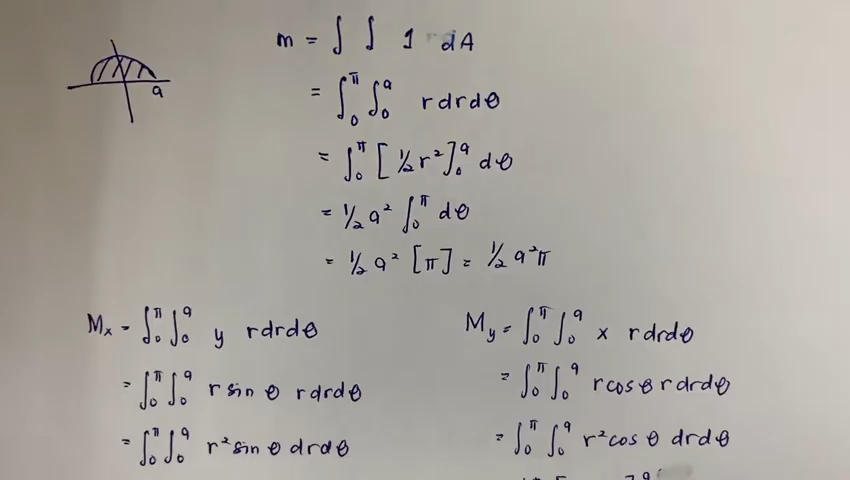 m = ∫ ∫ 1 dA
a
= ∫₀^π ∫₀^a r dr dθ
= ∫₀^π [½ r²]₀^a dθ
= ½ a² ∫₀^π dθ
= ½ a² [π] = ½ a² π
Mₓ = ∫₀^π ∫₀^a y r dr dθ
= ∫₀^π ∫₀^a r sin θ r dr dθ
= ∫₀^π ∫₀^a r² sin θ dr dθ
M_y = ∫₀^π ∫₀^a x r dr dθ
= ∫₀^π ∫₀^a r cos θ r dr dθ
= ∫₀^π ∫₀^a r² cos θ dr dθ